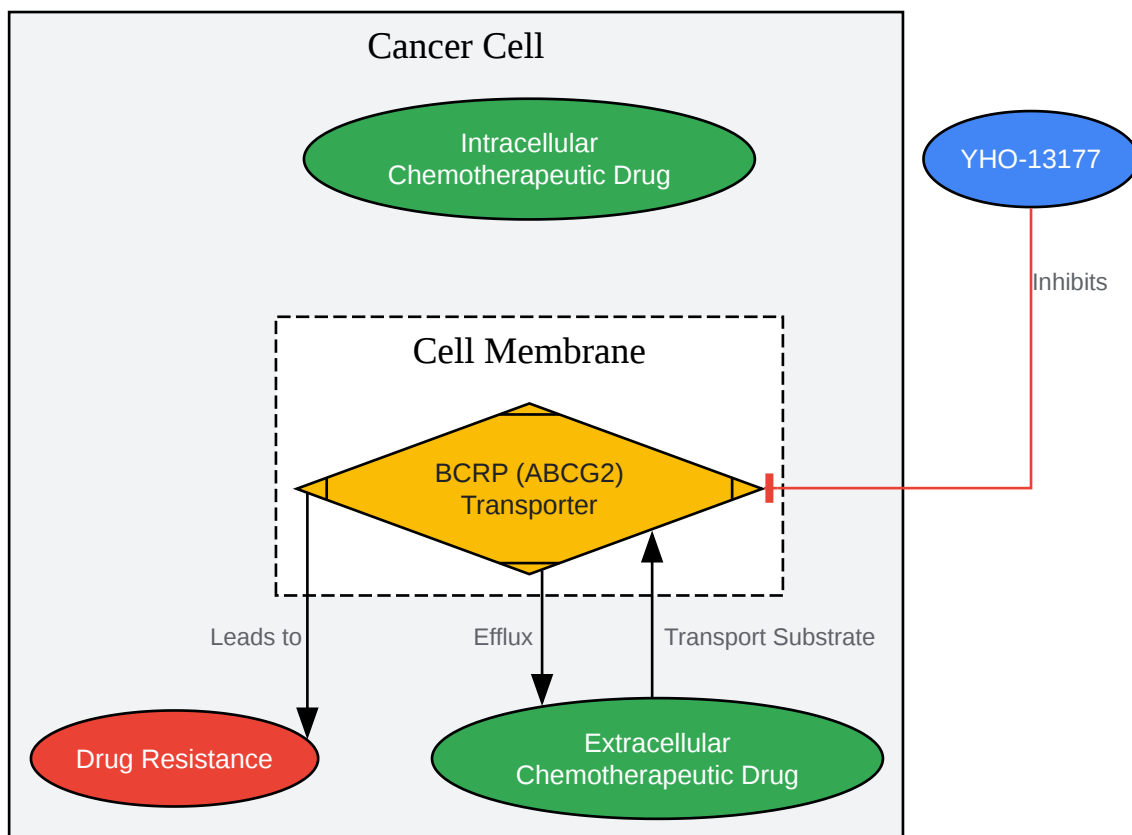 Cancer Cell
Intracellular
Chemotherapeutic Drug
YHO-13177
Inhibits
Cell Membrane
BCRP (ABCG2)
Transporter
Leads to
Efflux
Transport Substrate
Drug Resistance
Extracellular
Chemotherapeutic Drug